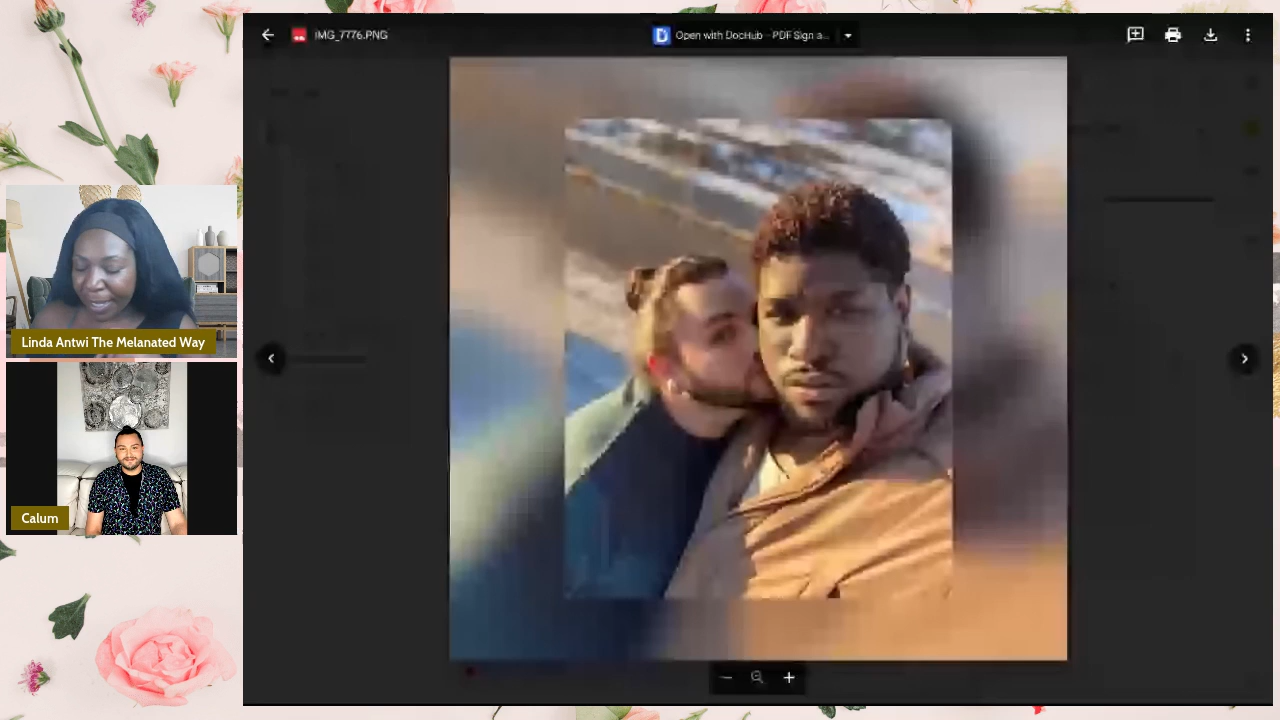 IMG_7776.PNG
Open with DocHub - PDF Sign a...
Linda Antwi The Melanated Way
Calum